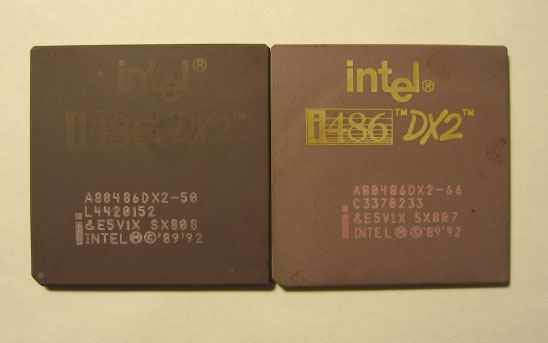 intel®
i486™DX2™
A80486DX2-50
L4420152
i &E5V1X SX808
INTEL Ⓜ©'89'92
intel®
i486™DX2™
A80486DX2-66
C3370233
i &E5V1X SX807
INTEL Ⓜ©'89'92